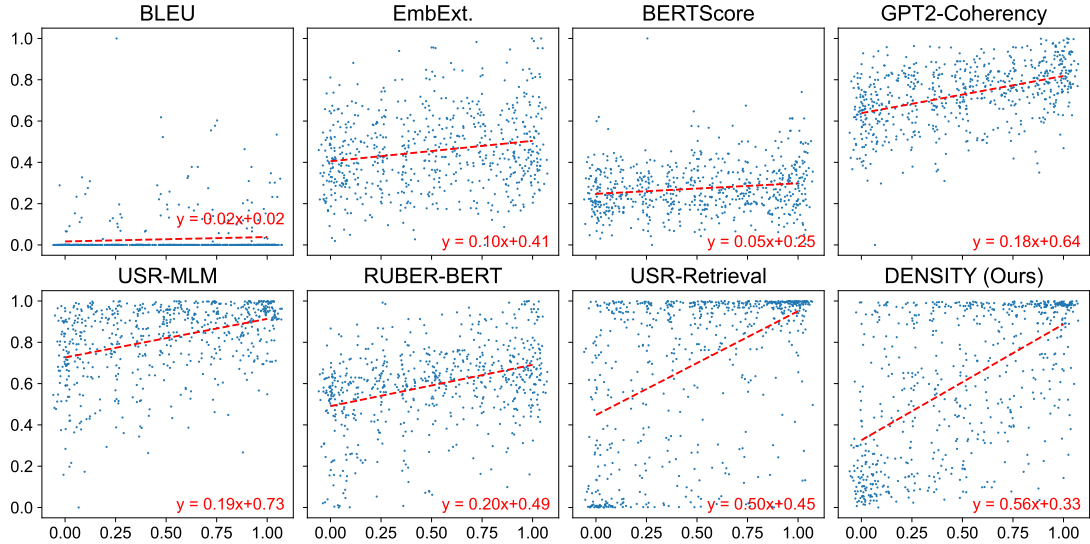 BLEU
EmbExt.
BERTScore
GPT2-Coherency
1.0
0.8
0.6
0.4
0.2
0.0
y = 0.02x+0.02
y = 0.10x+0.41
y = 0.05x+0.25
y = 0.18x+0.64
USR-MLM
RUBER-BERT
USR-Retrieval
DENSITY (Ours)
1.0
0.8
0.6
0.4
0.2
0.0
y = 0.19x+0.73
y = 0.20x+0.49
y = 0.50x+0.45
y = 0.56x+0.33
0.00 0.25 0.50 0.75 1.00
0.00 0.25 0.50 0.75 1.00
0.00 0.25 0.50 0.75 1.00
0.00 0.25 0.50 0.75 1.00